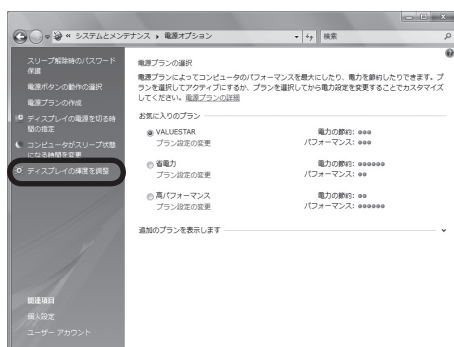 « システムとメンテナンス ▸ 電源オプション
検索
スリープ解除時のパスワード
保護
電源ボタンの動作の選択
電源プランの作成
ディスプレイの電源を切る時
間の指定
コンピュータがスリープ状態
になる時間を変更
ディスプレイの輝度を調整
関連項目
個人設定
ユーザー アカウント
電源プランの選択
電源プランによってコンピュータのパフォーマンスを最大にしたり、電力を節約したりできます。プ
ランを選択してアクティブにするか、プランを選択してから電力設定を変更することでカスタマイズ
してください。電源プランの詳細
お気に入りのプラン
VALUESTAR 電力の節約:
プラン設定の変更 パフォーマンス:
省電力 電力の節約:
プラン設定の変更 パフォーマンス:
高パフォーマンス 電力の節約:
プラン設定の変更 パフォーマンス:
追加のプランを表示します